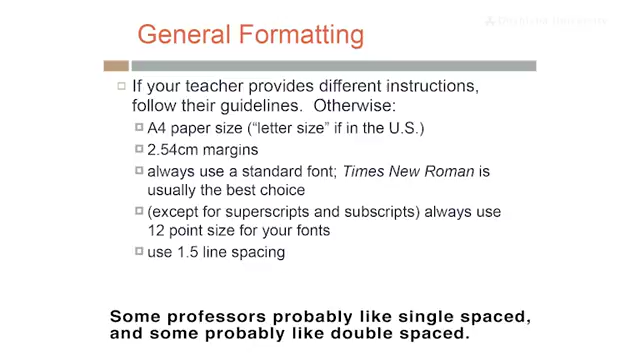 General Formatting
If your teacher provides different instructions,
follow their guidelines.  Otherwise:
A4 paper size ("letter size" if in the U.S.)
2.54cm margins
always use a standard font; Times New Roman is
usually the best choice
(except for superscripts and subscripts) always use
12 point size for your fonts
use 1.5 line spacing
Some professors probably like single spaced,
and some probably like double spaced.